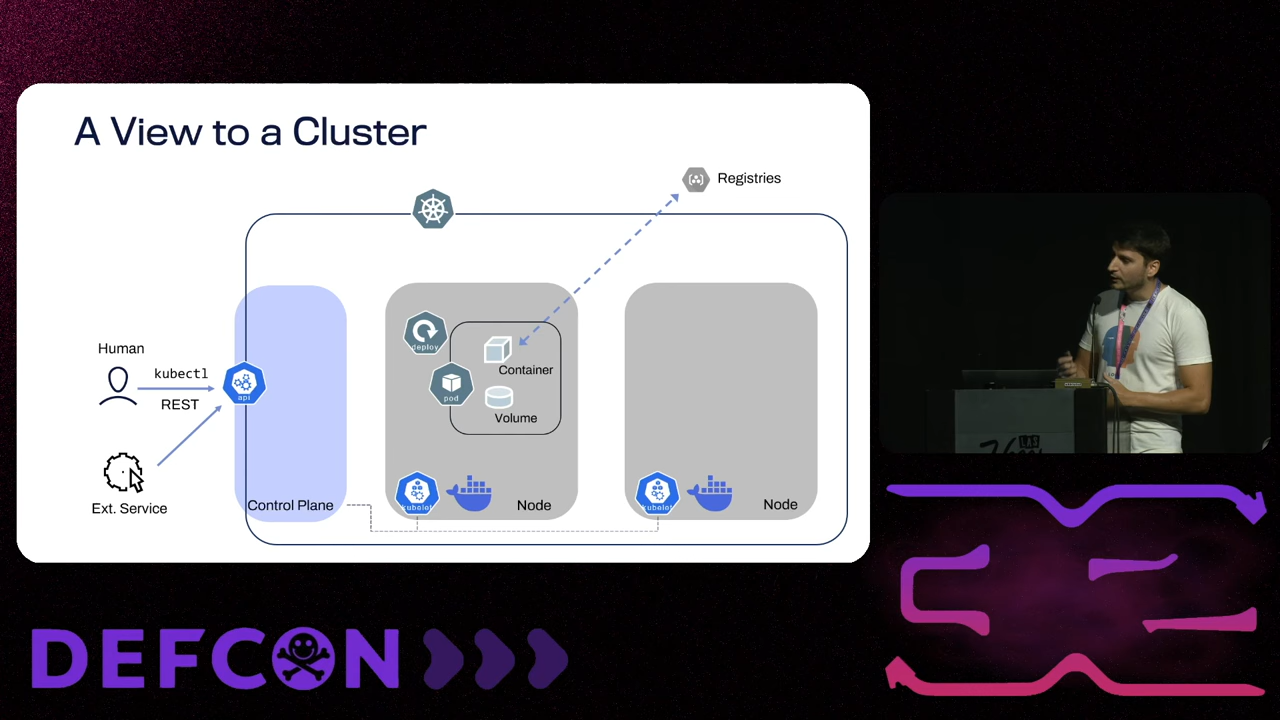 A View to a Cluster
Registries
deploy
Container
Human
kubectl
api
pod
REST
Volume
Control Plane
kubelet
Node
kubelet
Node
Ext. Service
LAS
DEFCON